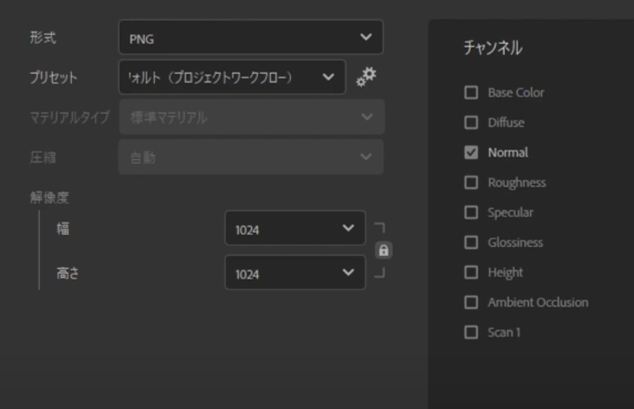 形式
PNG
プリセット
ォルト（プロジェクトワークフロー）
マテリアルタイプ
標準マテリアル
圧縮
自動
解像度
幅
1024
高さ
1024
チャンネル
Base Color
Diffuse
Normal
Roughness
Specular
Glossiness
Height
Ambient Occlusion
Scan 1